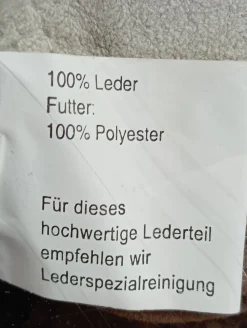 100% Leder
Futter:
100% Polyester
Für dieses
hochwertige Lederteil
empfehlen wir
Lederspezialreinigung